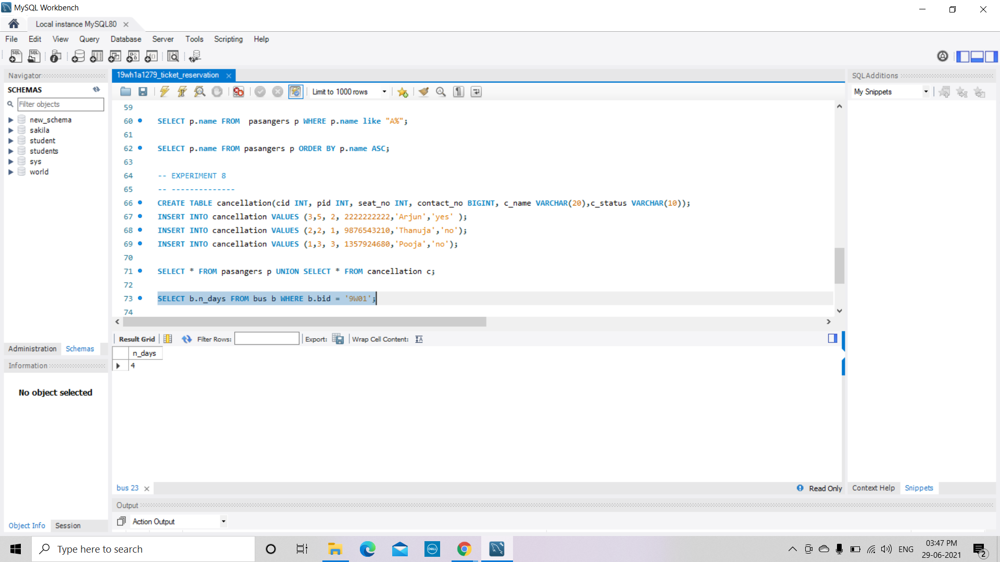 MySQL Workbench
Local instance MySQL80
File Edit View Query Database Server Tools Scripting Help
Navigator
SCHEMAS
Filter objects
new_schema
sakila
student
students
sys
world
Administration Schemas
Information
No object selected
Object Info Session
19wh1a1279_ticket_reservation
Limit to 1000 rows
59
60 SELECT p.name FROM  pasangers p WHERE p.name like "A%";
61
62 SELECT p.name FROM pasangers p ORDER BY p.name ASC;
63
64 -- EXPERIMENT 8
65 -- --------------
66 CREATE TABLE cancellation(cid INT, pid INT, seat_no INT, contact_no BIGINT, c_name VARCHAR(20),c_status VARCHAR(10));
67 INSERT INTO cancellation VALUES (3,5, 2, 2222222222,'Arjun','yes' );
68 INSERT INTO cancellation VALUES (2,2, 1, 9876543210,'Thanuja','no');
69 INSERT INTO cancellation VALUES (1,3, 3, 1357924680,'Pooja','no');
70
71 SELECT * FROM pasangers p UNION SELECT * FROM cancellation c;
72
73 SELECT b.n_days FROM bus b WHERE b.bid = '9W01';
74
Result Grid Filter Rows: Export: Wrap Cell Content:
n_days
4
bus 23
Read Only
Output
Action Output
SQLAdditions
My Snippets
Context Help Snippets
Type here to search
DELL
ENG
03:47 PM
29-06-2021
2